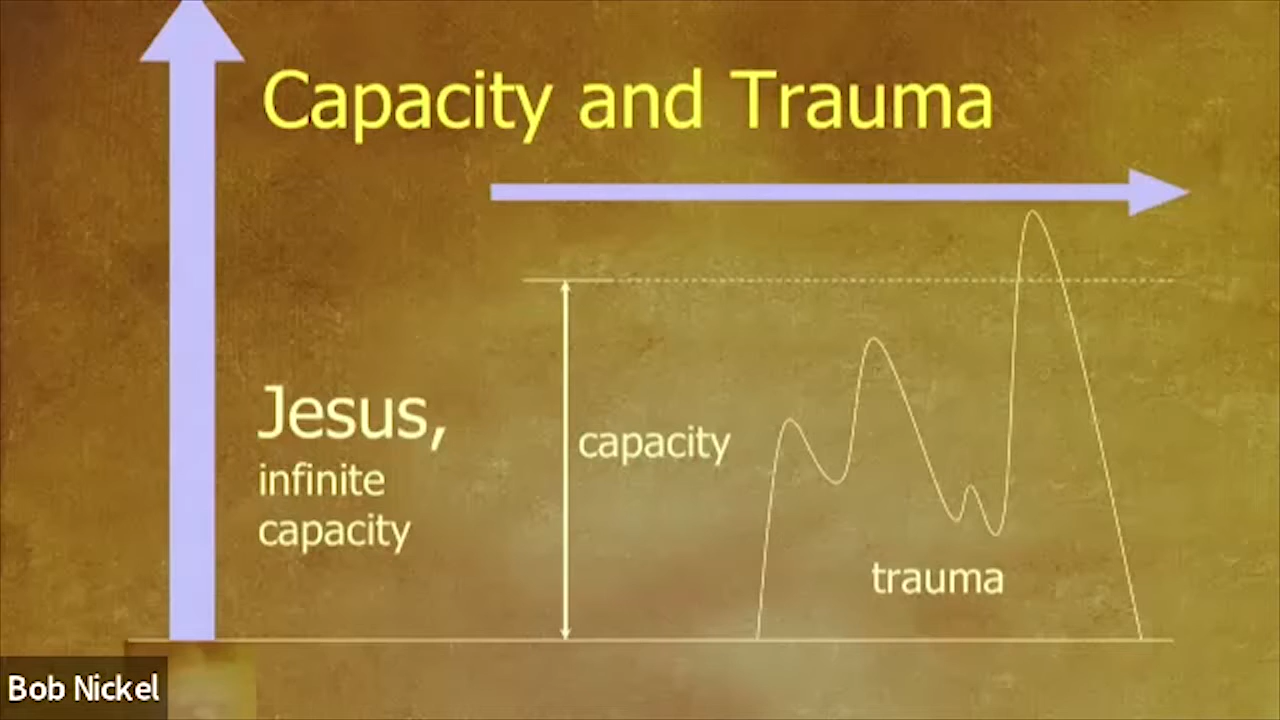 Capacity and Trauma
Jesus,
infinite
capacity
capacity
trauma
Bob Nickel